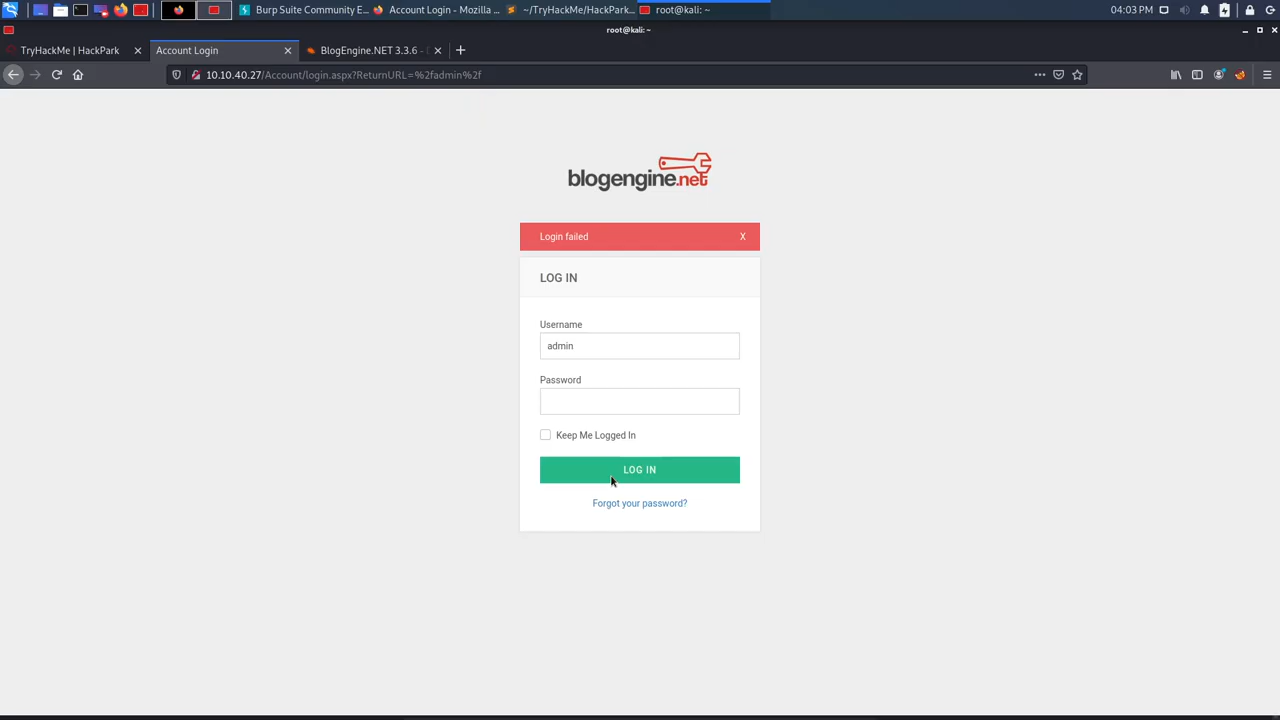 Burp Suite Community E...
Account Login - Mozilla ...
~/TryHackMe/HackPark...
root@kali: ~
04:03 PM
root@kali:~
TryHackMe | HackPark
Account Login
BlogEngine.NET 3.3.6 -
10.10.40.27/Account/login.aspx?ReturnURL=%2fadmin%2f
blogengine.net
Login failed
X
LOG IN
Username
admin
Password
Keep Me Logged In
LOG IN
Forgot your password?